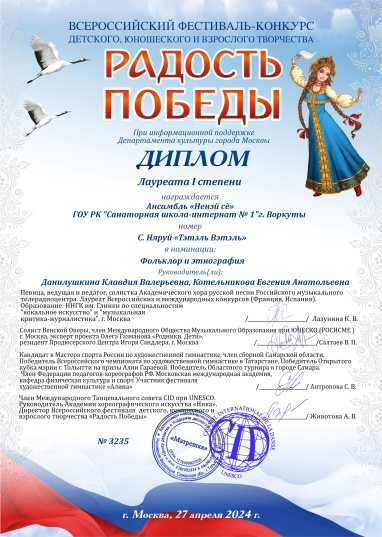 ВСЕРОССИЙСКИЙ ФЕСТИВАЛЬ-КОНКУРС
ДЕТСКОГО, ЮНОШЕСКОГО И ВЗРОСЛОГО ТВОРЧЕСТВА
РАДОСТЬ
ПОБЕДЫ
При информационной поддержке
Департамента культуры города Москвы
ДИПЛОМ
Лауреата I степени
награждается
Ансамбль «Ненэй сё»
ГОУ РК "Санаторная школа-интернат № 1"г. Воркуты
номер
С. Няруй «Тэтэль Вэтэль»
в номинации:
Фольклор и этнография
Руководитель(ли):
Данилушкина Клавдия Валерьевна, Котельникова Евгения Анатольевна
Певица, ведущая и педагог, солистка Академического хора русской песни Российского музыкального
телерадиоцентра. Лауреат Всероссийских и международных конкурсов (Франция, Испания).
Образование: ННГК им. Глинки по специальностям
"вокальное искусство" и "музыкальная
критика-журналистика". г. Москва / Лазунина К. В.
Солист Венской Оперы, член Международного Общества Музыкального Образования при ЮНЕСКО (РОСИСМЕ )
г. Москва, эксперт проекта Олега Газманова «Родники. Дети»,
резидент Продюсерского Центра Игоря Сандлера. г. Москва /Салтаев В. П.
Кандидат в Мастера спорта России по художественной гимнастике, член сборной Самарской области.
Победитель Всероссийского чемпионата по художественной гимнастике в Татарстане. Победитель Открытого
кубка мэрии г. Тольятти на призы Алии Гараевой. Победитель Областного турнира в городе Самара.
Член Федерации педагогов-хореографов РФ. Московская международная академия,
кафедра физическая культура и спорт. Участник фестиваля
художественной гимнастике «Алина» / Антропова С. В.
Член Международного Танцевального совета CID при UNESCO.
Руководитель Академии хореографического искусства «Ника».
Директор Всероссийского фестиваля детского, юношеского и
взрослого творчества «Радость Победы» / Животова А. В.
№ 3235
«Матрешка»
INTERNATIONAL
UNESCO
г. Москва, 27 апреля 2024 г.